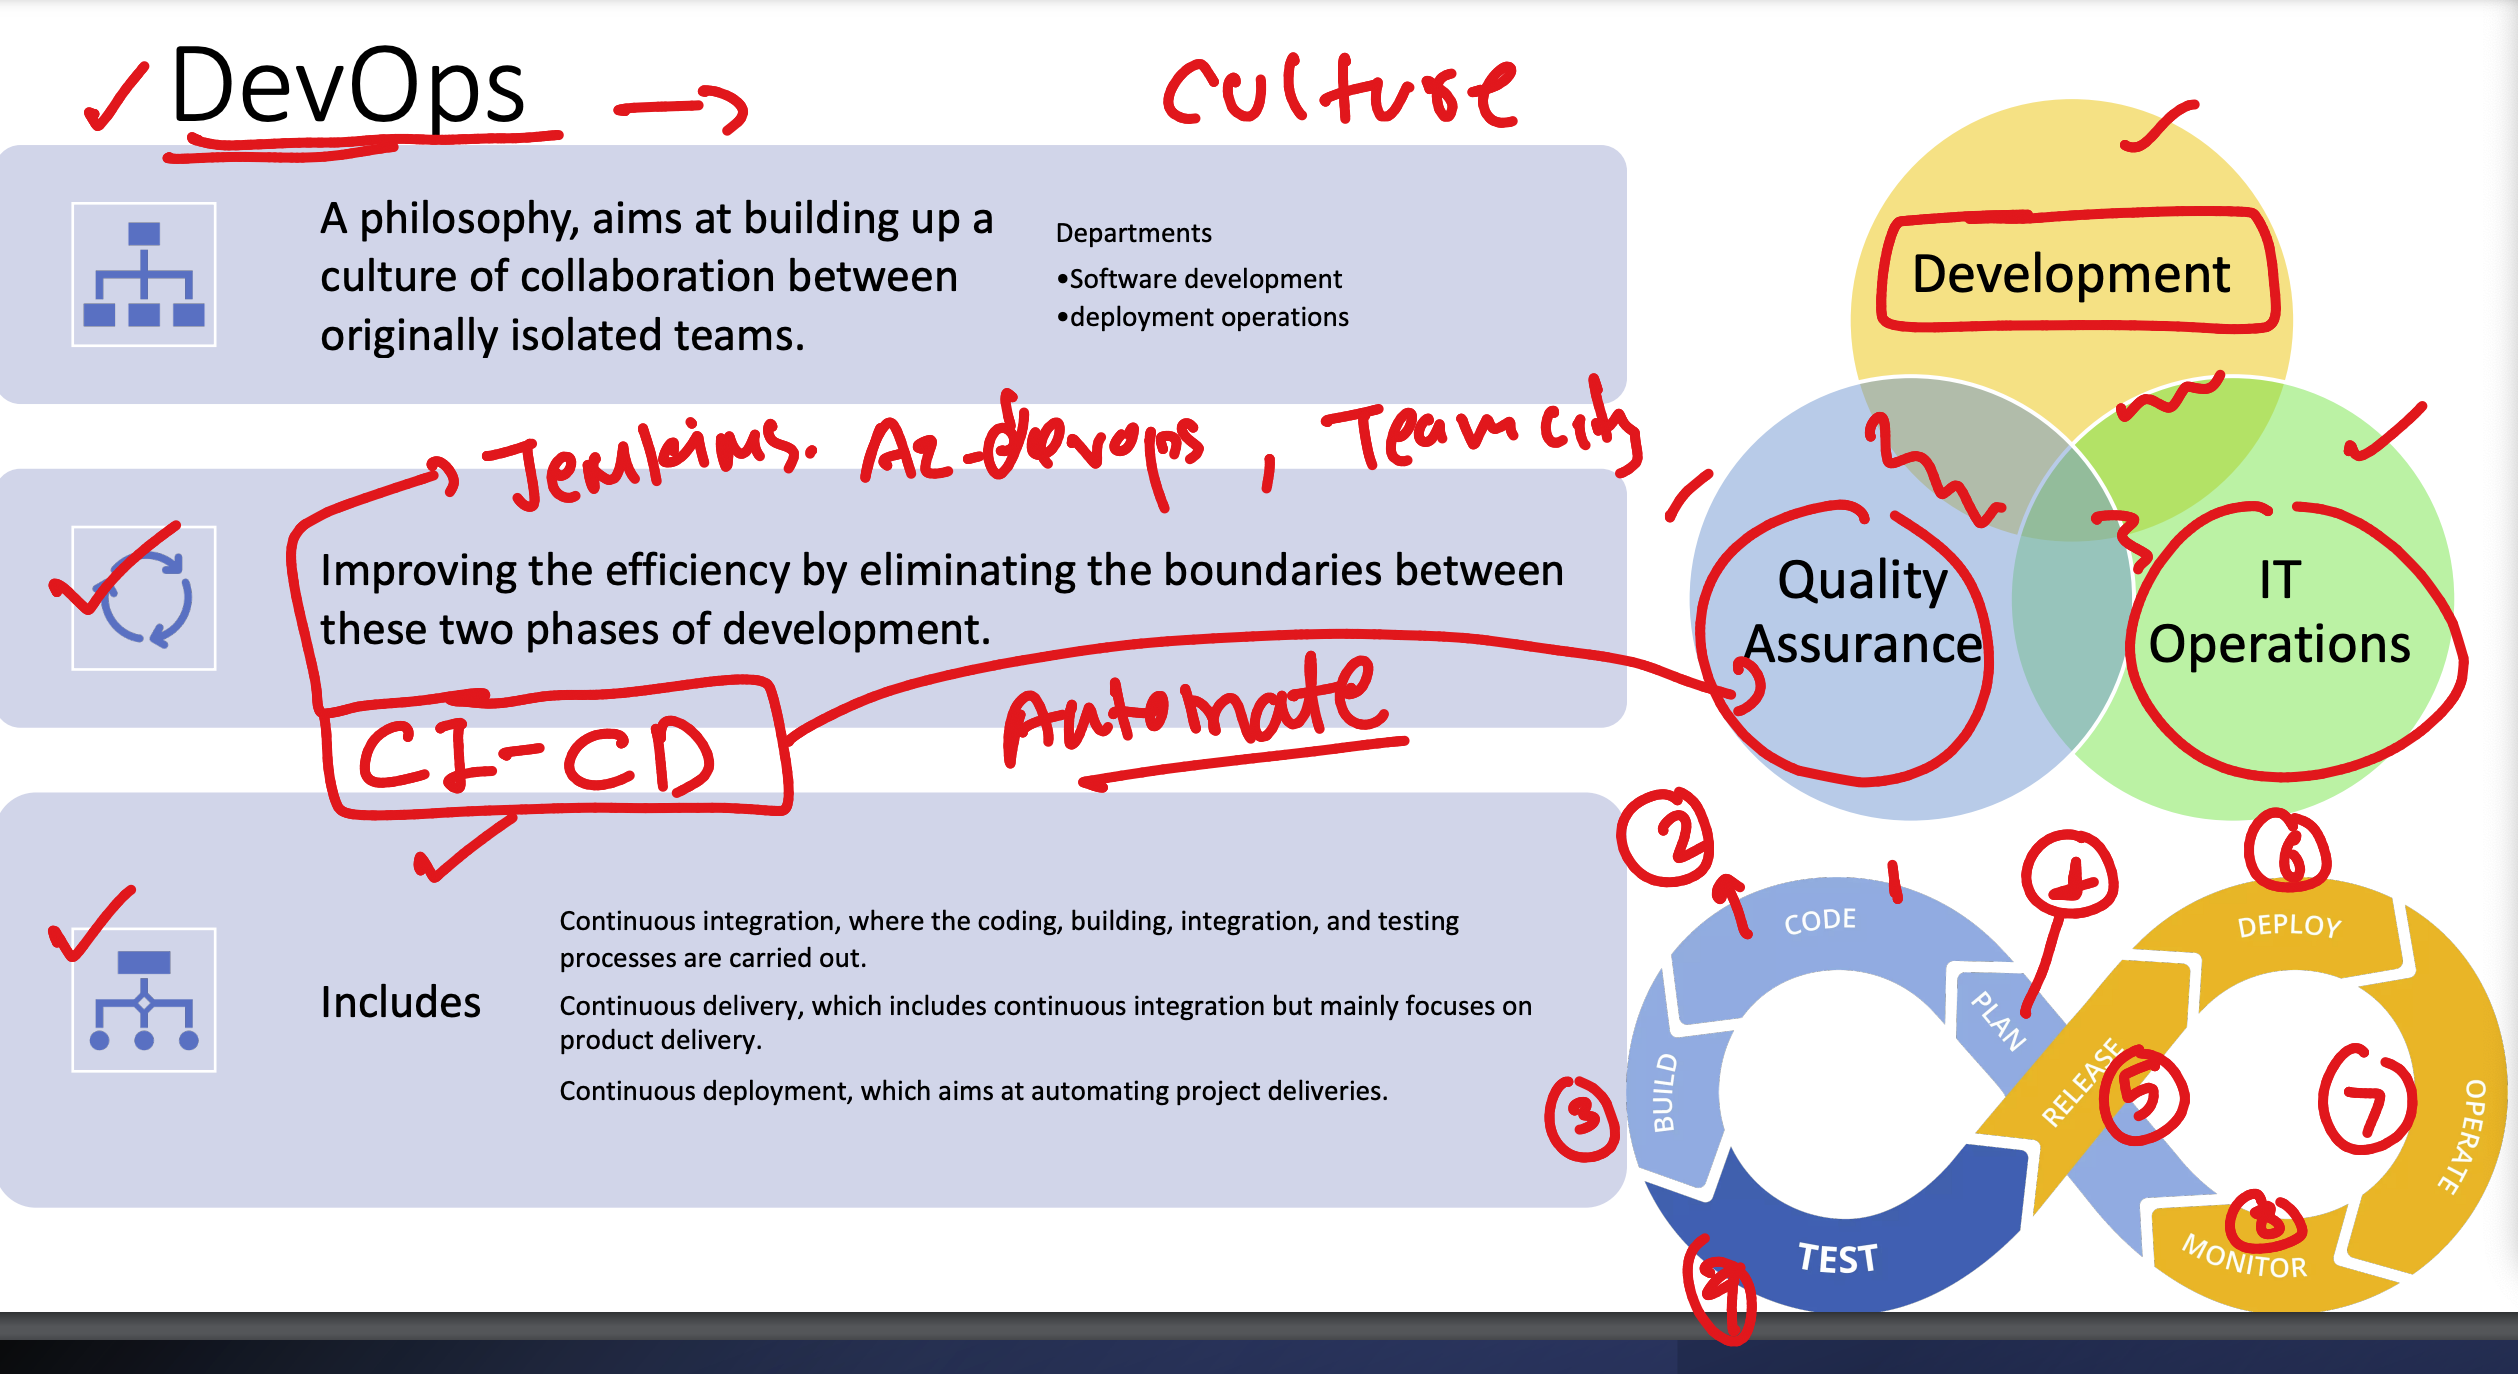 DevOps
culture
A philosophy, aims at building up a
culture of collaboration between
originally isolated teams.
Departments
•Software development
•deployment operations
Jenkins. Az-devops, Team city
Improving the efficiency by eliminating the boundaries between
these two phases of development.
CI-CD
Automate
Includes
Continuous integration, where the coding, building, integration, and testing
processes are carried out.
Continuous delivery, which includes continuous integration but mainly focuses on
product delivery.
Continuous deployment, which aims at automating project deliveries.
Development
Quality
Assurance
IT
Operations
1
PLAN
2
CODE
3
BUILD
4
TEST
5
RELEASE
6
DEPLOY
7
OPERATE
8
MONITOR